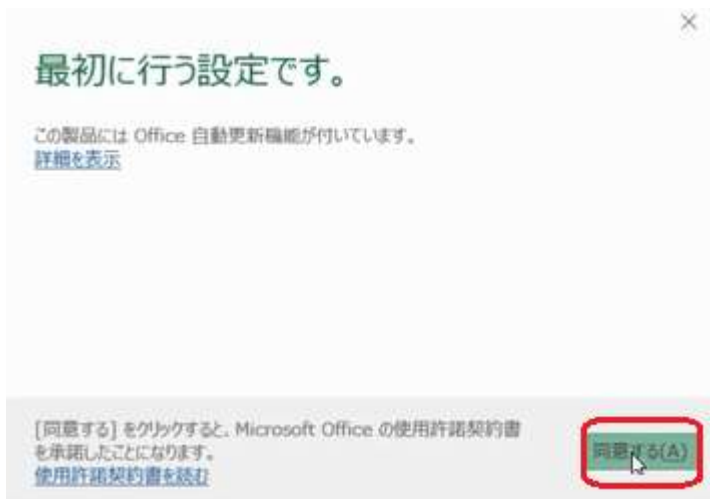 最初に行う設定です。
この製品には Office 自動更新機能が付いています。
詳細を表示
[同意する] をクリックすると、Microsoft Office の使用許諾契約書
を承諾したことになります。
使用許諾契約書を読む
同意する(A)